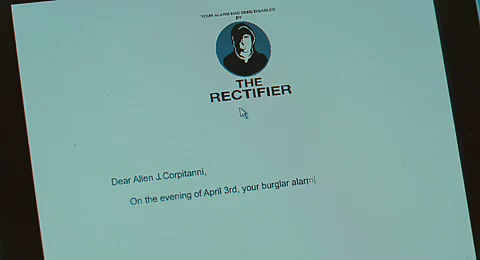 YOUR ALARM HAS BEEN DISABLED
BY
THE
RECTIFIER
Dear Allen J.Corpitanni,
On the evening of April 3rd, your burglar alarm